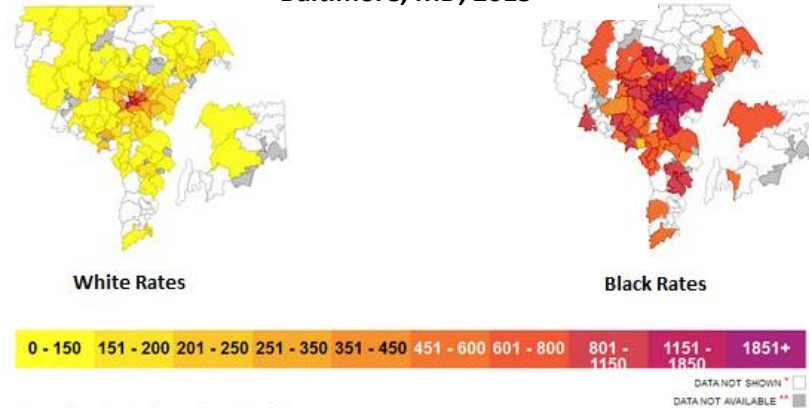 Baltimore, MD, 2015
White Rates
Black Rates
0 - 150 151 - 200 201 - 250 251 - 350 351 - 450 451 - 600 601 - 800 801 - 1150 1151 - 1850 1851+
DATA NOT SHOWN *
DATA NOT AVAILABLE **